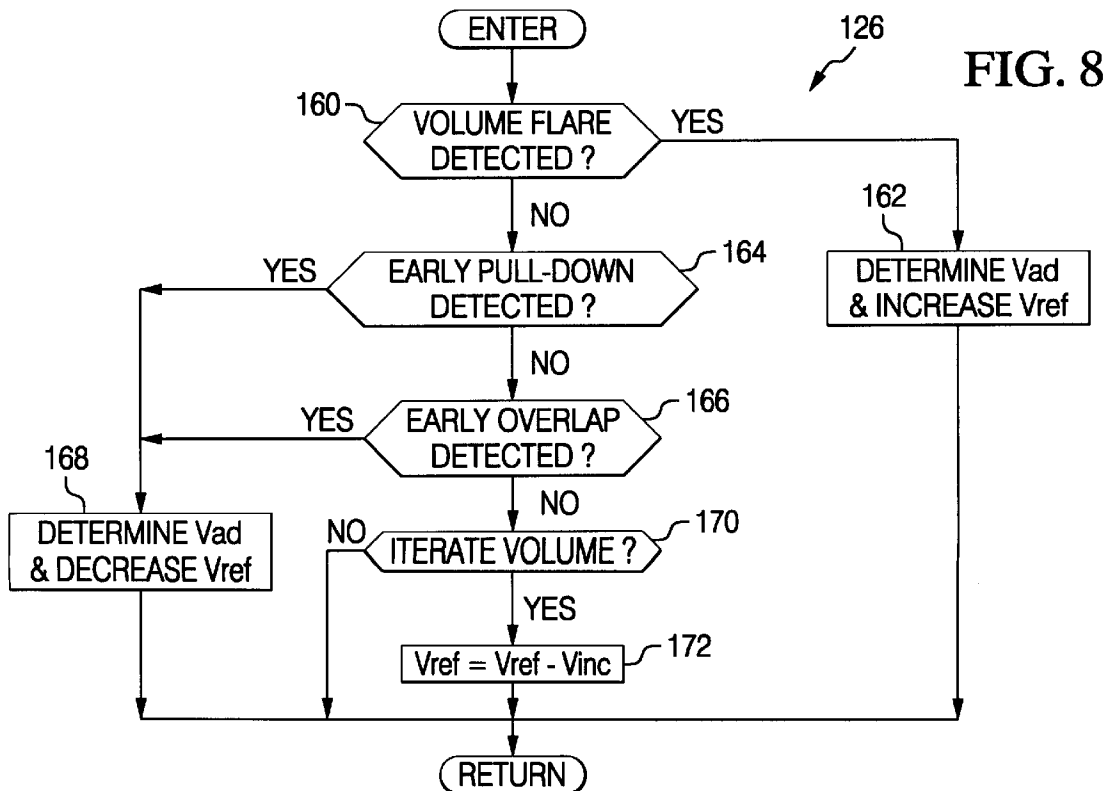 ENTER
126
FIG. 8
160
VOLUME FLARE
DETECTED ?
YES
NO
162
DETERMINE Vad
& INCREASE Vref
YES
EARLY PULL-DOWN
DETECTED ?
164
NO
YES
EARLY OVERLAP
DETECTED ?
166
168
DETERMINE Vad
& DECREASE Vref
NO
NO
ITERATE VOLUME ?
170
YES
Vref = Vref - Vinc
172
RETURN